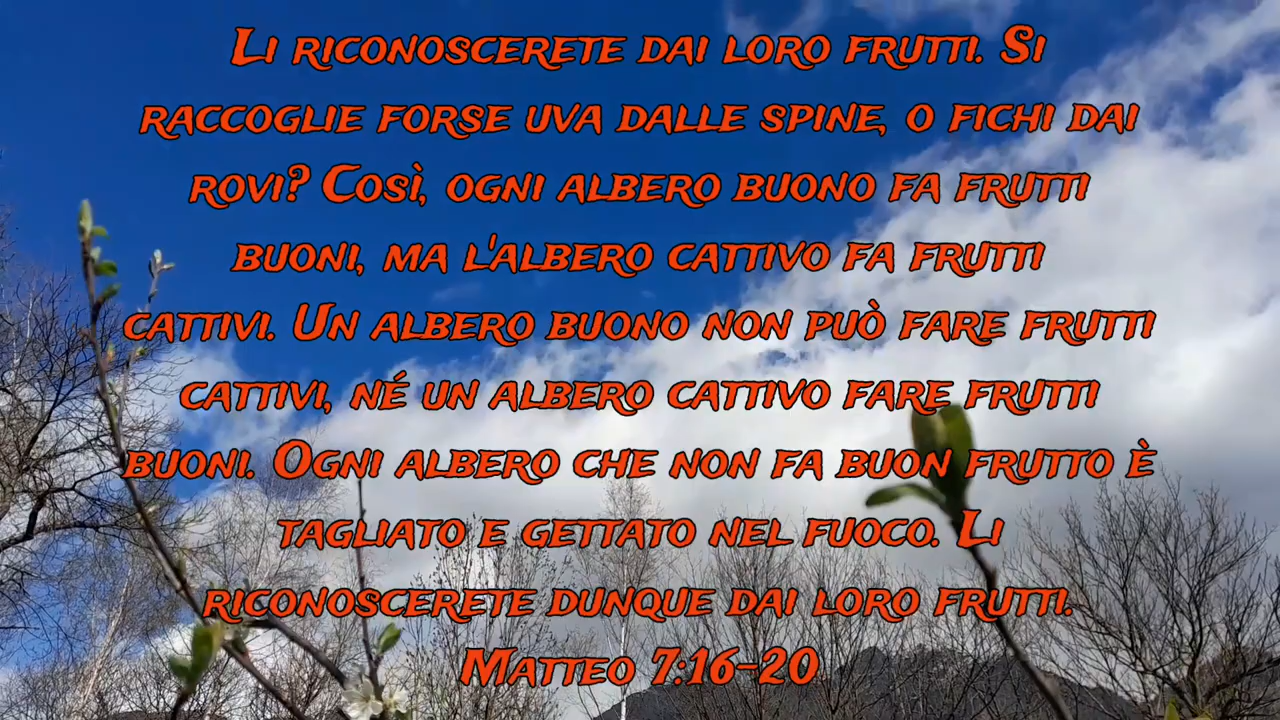 Li riconoscerete dai loro frutti. Si
raccoglie forse uva dalle spine, o fichi dai
rovi? Così, ogni albero buono fa frutti
buoni, ma l'albero cattivo fa frutti
cattivi. Un albero buono non può fare frutti
cattivi, né un albero cattivo fare frutti
buoni. Ogni albero che non fa buon frutto è
tagliato e gettato nel fuoco. Li
riconoscerete dunque dai loro frutti.
Matteo 7:16-20